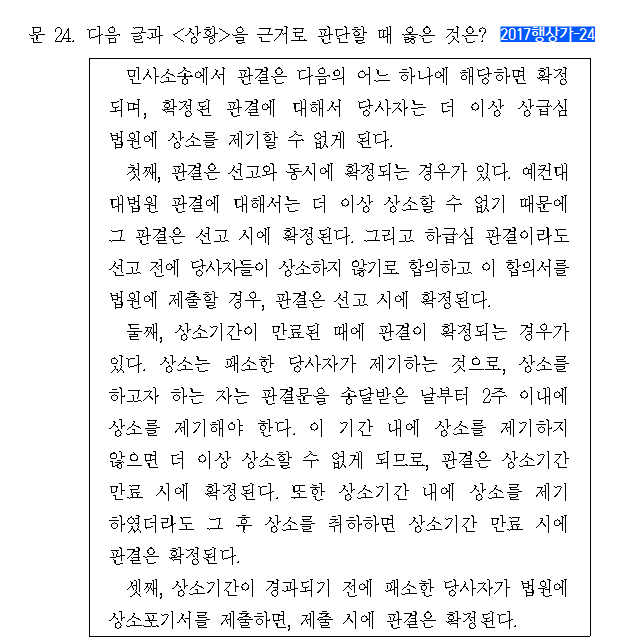 문 24. 다음 글과 <상황>을 근거로 판단할 때 옳은 것은? 2017행상가-24
민사소송에서 판결은 다음의 어느 하나에 해당하면 확정
되며, 확정된 판결에 대해서 당사자는 더 이상 상급심
법원에 상소를 제기할 수 없게 된다.
첫째, 판결은 선고와 동시에 확정되는 경우가 있다. 예컨대
대법원 판결에 대해서는 더 이상 상소할 수 없기 때문에
그 판결은 선고 시에 확정된다. 그리고 하급심 판결이라도
선고 전에 당사자들이 상소하지 않기로 합의하고 이 합의서를
법원에 제출할 경우, 판결은 선고 시에 확정된다.
둘째, 상소기간이 만료된 때에 판결이 확정되는 경우가
있다. 상소는 패소한 당사자가 제기하는 것으로, 상소를
하고자 하는 자는 판결문을 송달받은 날부터 2주 이내에
상소를 제기해야 한다. 이 기간 내에 상소를 제기하지
않으면 더 이상 상소할 수 없게 되므로, 판결은 상소기간
만료 시에 확정된다. 또한 상소기간 내에 상소를 제기
하였더라도 그 후 상소를 취하하면 상소기간 만료 시에
판결은 확정된다.
셋째, 상소기간이 경과되기 전에 패소한 당사자가 법원에
상소포기서를 제출하면, 제출 시에 판결은 확정된다.